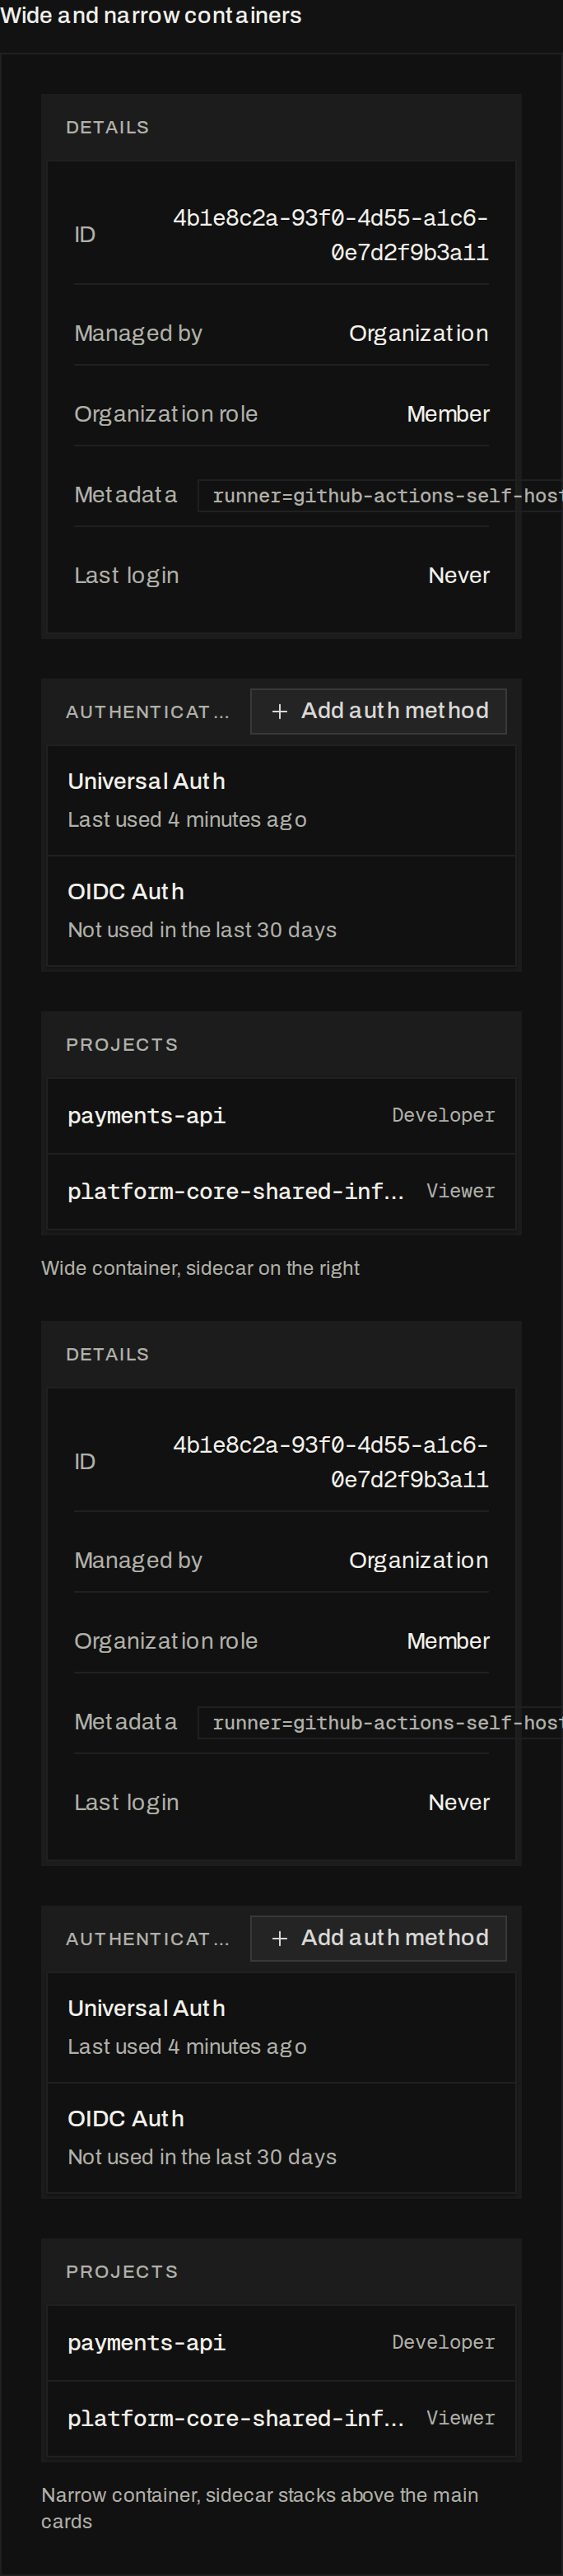 Wide and narrow containers
DETAILS
ID
4b1e8c2a-93f0-4d55-a1c6-
0e7d2f9b3a11
Managed by
Organization
Organization role
Member
Metadata
runner=github-actions-self-host
Last login
Never
AUTHENTICAT...
+ Add auth method
Universal Auth
Last used 4 minutes ago
OIDC Auth
Not used in the last 30 days
PROJECTS
payments-api
Developer
platform-core-shared-inf...
Viewer
Wide container, sidecar on the right
DETAILS
ID
4b1e8c2a-93f0-4d55-a1c6-
0e7d2f9b3a11
Managed by
Organization
Organization role
Member
Metadata
runner=github-actions-self-host
Last login
Never
AUTHENTICAT...
+ Add auth method
Universal Auth
Last used 4 minutes ago
OIDC Auth
Not used in the last 30 days
PROJECTS
payments-api
Developer
platform-core-shared-inf...
Viewer
Narrow container, sidecar stacks above the main
cards